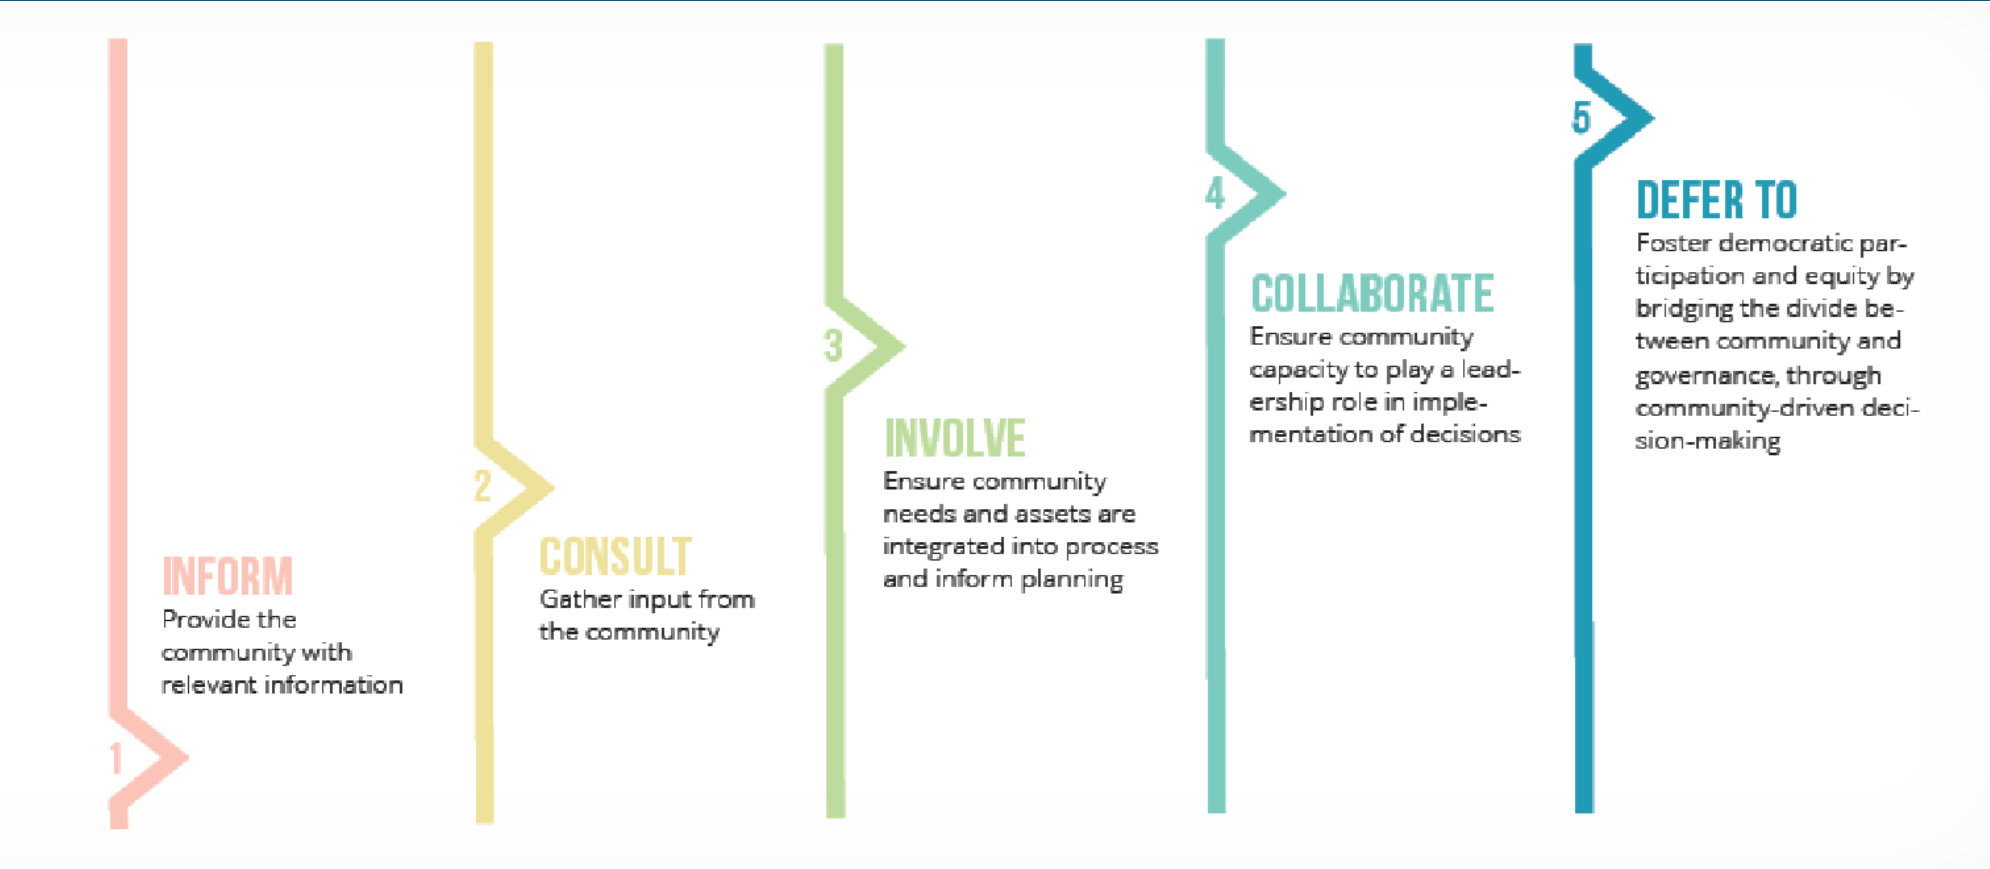 1
INFORM
Provide the
community with
relevant information
2
CONSULT
Gather input from
the community
3
INVOLVE
Ensure community
needs and assets are
integrated into process
and inform planning
4
COLLABORATE
Ensure community
capacity to play a lead-
ership role in imple-
mentation of decisions
5
DEFER TO
Foster democratic par-
ticipation and equity by
bridging the divide be-
tween community and
governance, through
community-driven deci-
sion-making